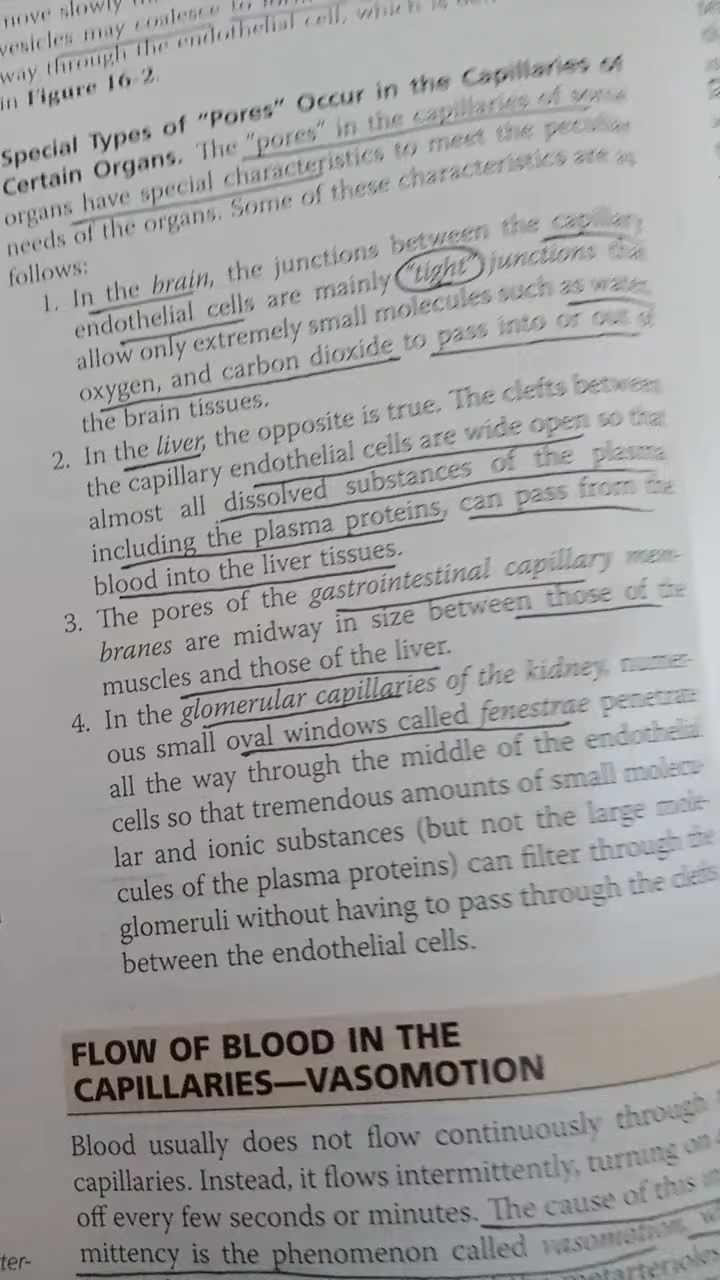 move slowly
vesicles may coalesce to
way through the endothelial cell, which is
in Figure 16-2.
Special Types of “Pores” Occur in the Capillaries of
Certain Organs. The “pores” in the capillaries of some
organs have special characteristics to meet the peculiar
needs of the organs. Some of these characteristics are as
follows:
1. In the brain, the junctions between the capillary
endothelial cells are mainly “tight” junctions that
allow only extremely small molecules such as water,
oxygen, and carbon dioxide to pass into or out of
the brain tissues.
2. In the liver, the opposite is true. The clefts between
the capillary endothelial cells are wide open so that
almost all dissolved substances of the plasma,
including the plasma proteins, can pass from the
blood into the liver tissues.
3. The pores of the gastrointestinal capillary mem-
branes are midway in size between those of the
muscles and those of the liver.
4. In the glomerular capillaries of the kidney, numer-
ous small oval windows called fenestrae penetrate
all the way through the middle of the endothelial
cells so that tremendous amounts of small molecu-
lar and ionic substances (but not the large mole-
cules of the plasma proteins) can filter through the
glomeruli without having to pass through the clefts
between the endothelial cells.
FLOW OF BLOOD IN THE
CAPILLARIES—VASOMOTION
Blood usually does not flow continuously through
capillaries. Instead, it flows intermittently, turning on
off every few seconds or minutes. The cause of this
ter-
mittency is the phenomenon called vasomotion,